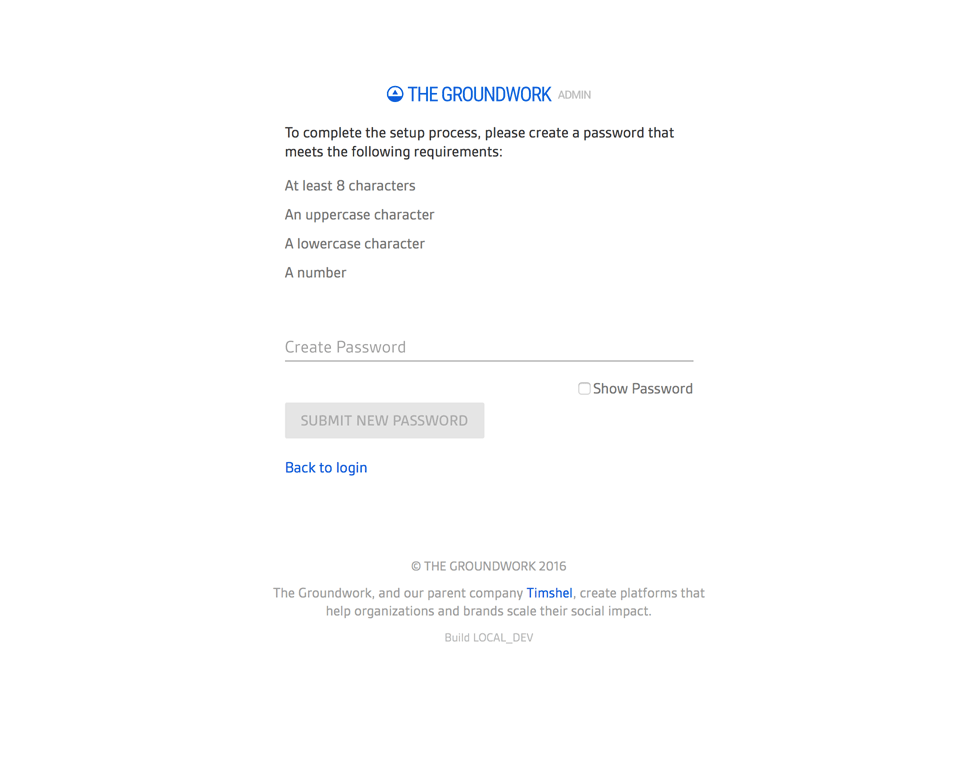 THE GROUNDWORK ADMIN
To complete the setup process, please create a password that
meets the following requirements:
At least 8 characters
An uppercase character
A lowercase character
A number
Create Password
Show Password
SUBMIT NEW PASSWORD
Back to login
© THE GROUNDWORK 2016
The Groundwork, and our parent company Timshel, create platforms that
help organizations and brands scale their social impact.
Build LOCAL_DEV